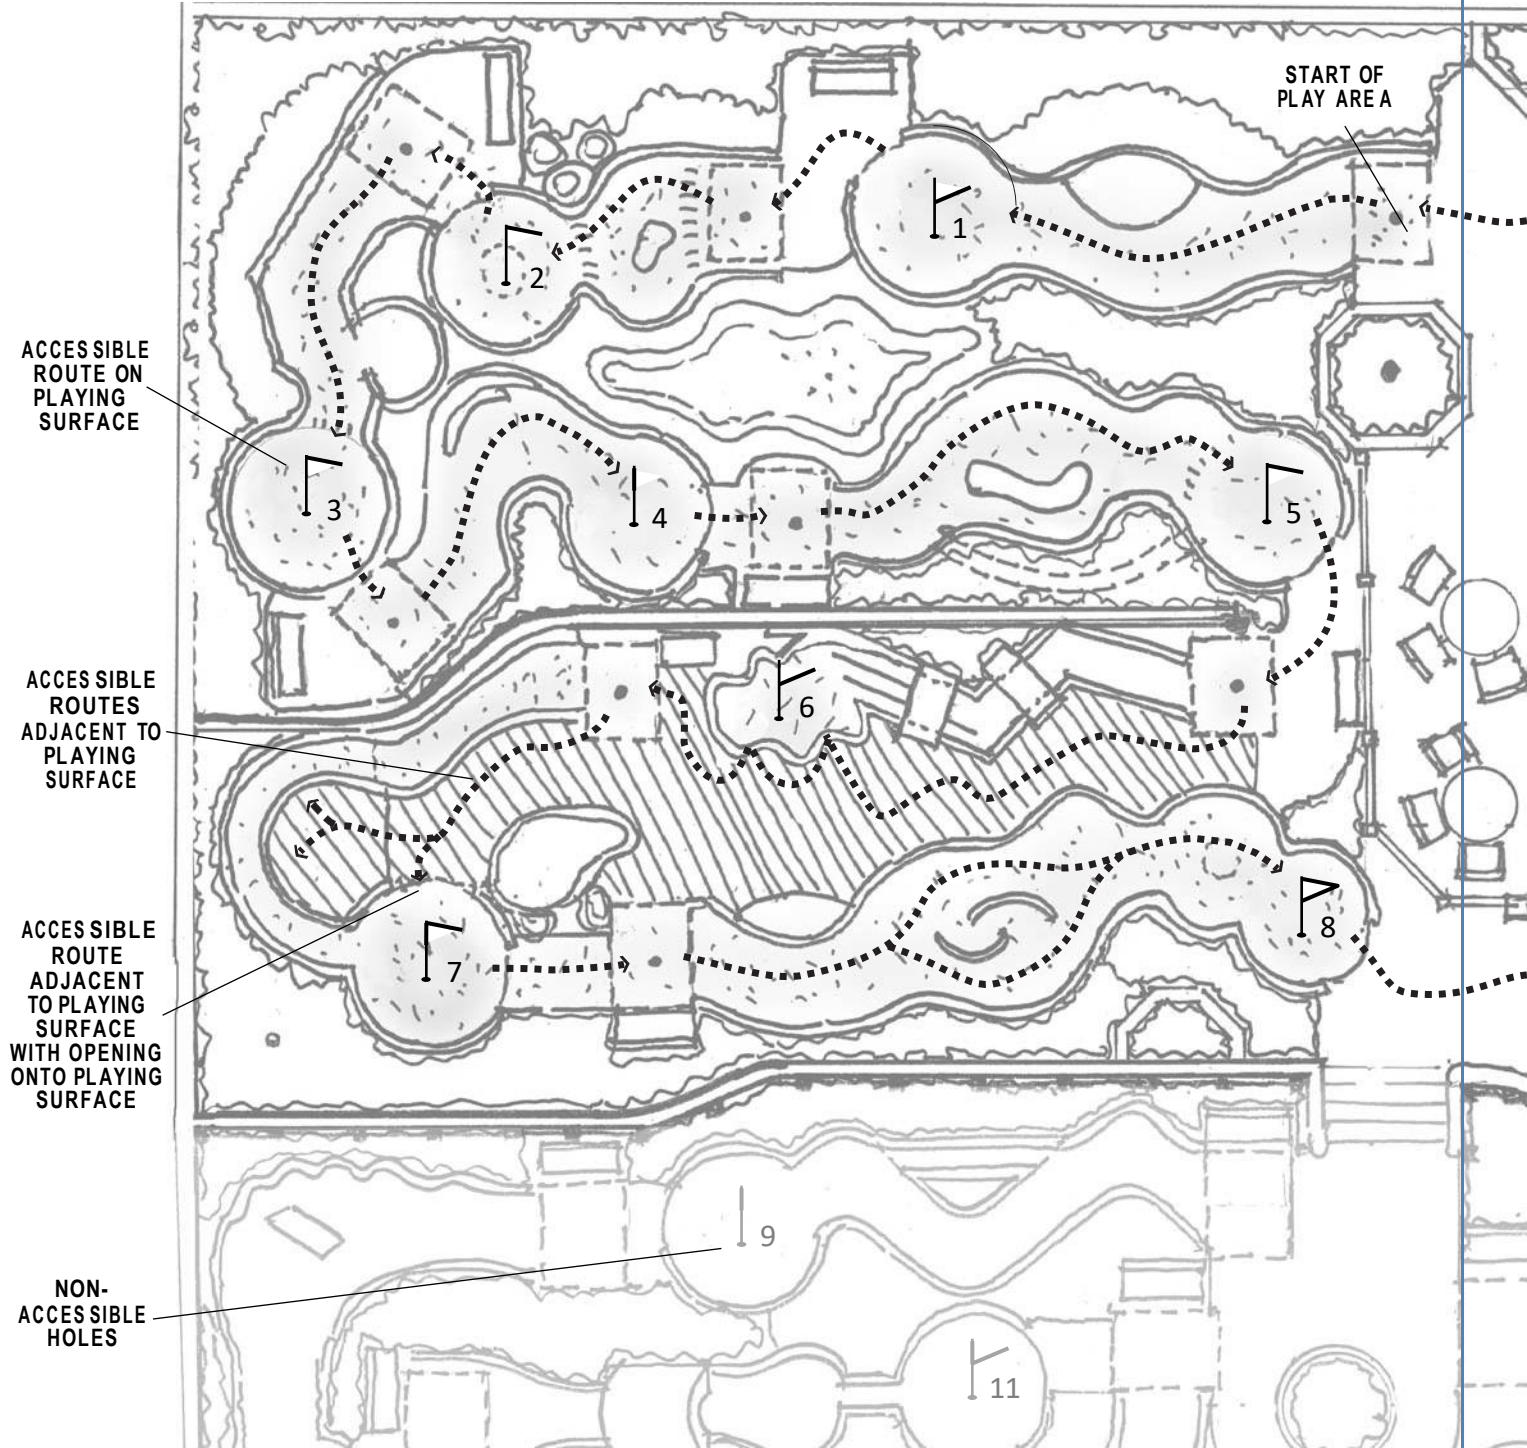 START OF
PLAY AREA
1
2
ACCESSIBLE
ROUTE ON
PLAYING
SURFACE
3
4
5
ACCESSIBLE
ROUTES
ADJACENT TO
PLAYING
SURFACE
6
ACCESSIBLE
ROUTE
ADJACENT
TO PLAYING
SURFACE
WITH OPENING
ONTO PLAYING
SURFACE
7
8
9
NON-
ACCESSIBLE
HOLES
11